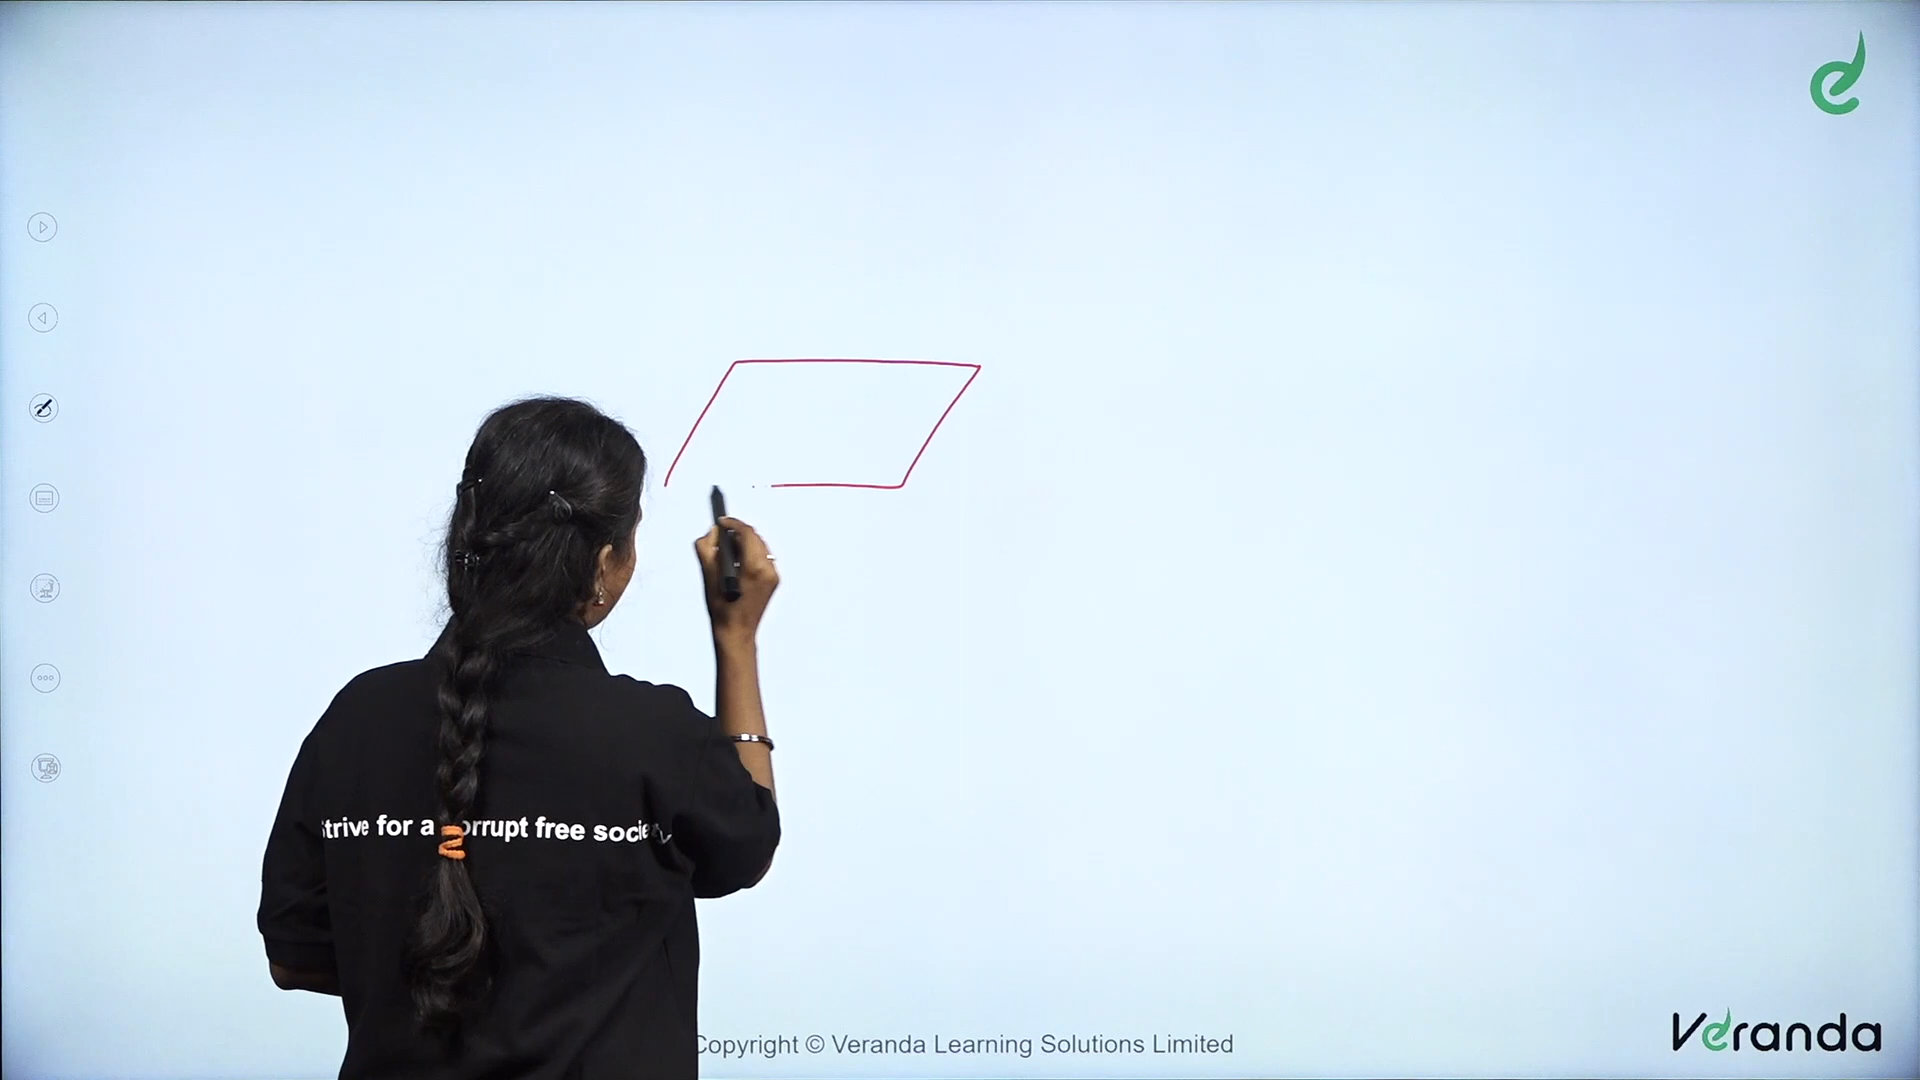 trive for a orrupt free socie
Copyright © Veranda Learning Solutions Limited
Veranda